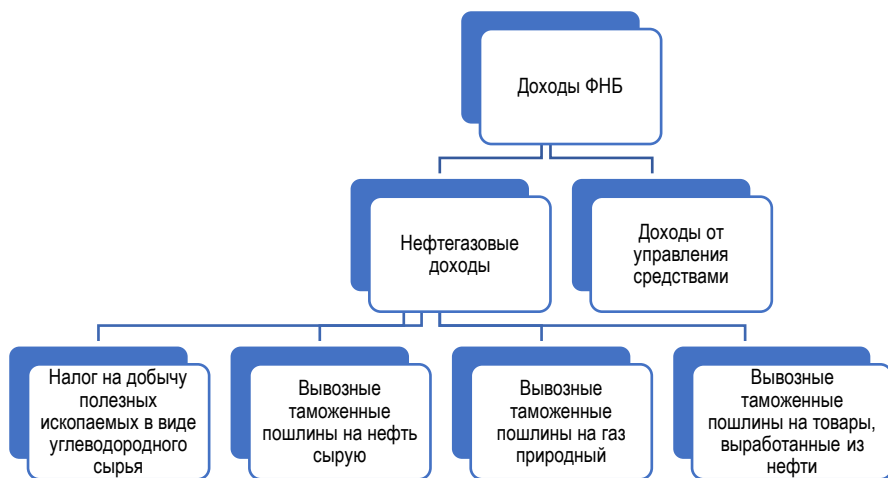 Доходы ФНБ
Нефтегазовые
доходы
Доходы от
управления
средствами
Налог на добычу
полезных
ископаемых в виде
углеводородного
сырья
Вывозные
таможенные
пошлины на нефть
сырую
Вывозные
таможенные
пошлины на газ
природный
Вывозные
таможенные
пошлины на товары,
выработанные из
нефти